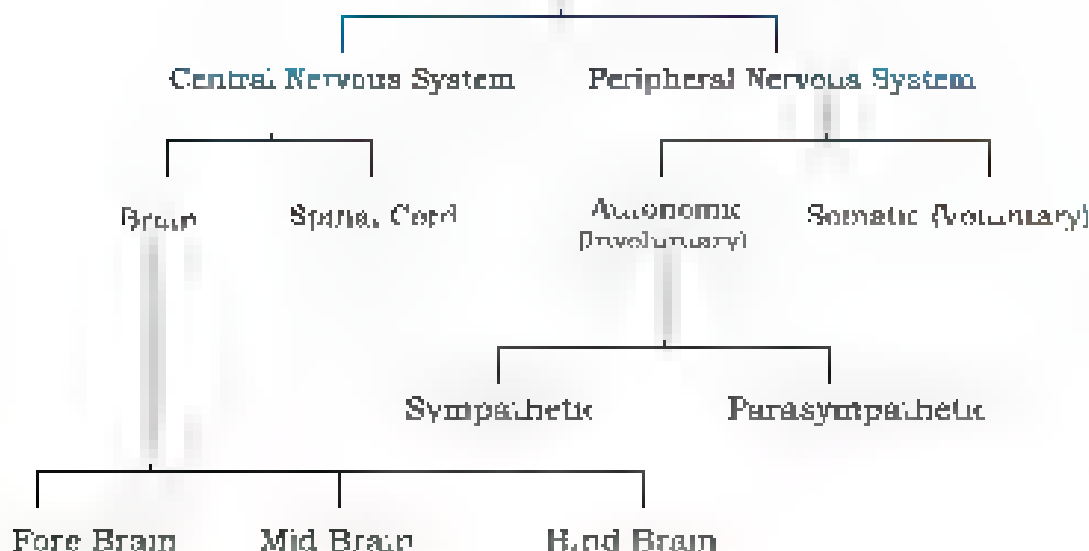 Central Nervous System
Peripheral Nervous System
Brain
Spinal Cord
Autonomic
(Involuntary)
Somatic (Voluntary)
Sympathetic
Parasympathetic
Fore Brain
Mid Brain
Hind Brain